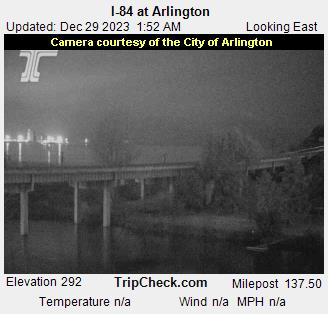 I-84 at Arlington
Updated: Dec 29 2023 1:52 AM Looking East
Camera courtesy of the City of Arlington
Elevation 292 TripCheck.com Milepost 137.50
Temperature n/a Wind n/a MPH n/a